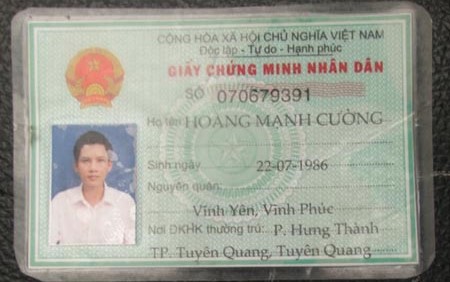 CỘNG HÒA XÃ HỘI CHỦ NGHĨA VIỆT NAM
Độc lập - Tự do - Hạnh phúc
GIẤY CHỨNG MINH NHÂN DÂN
SỐ 070679391
Họ tên HOÀNG MẠNH CƯỜNG
Sinh ngày 22-07-1986
Nguyên quán:
Vĩnh Yên, Vĩnh Phúc
Nơi ĐKHK thường trú: P. Hưng Thành
TP. Tuyên Quang, Tuyên Quang